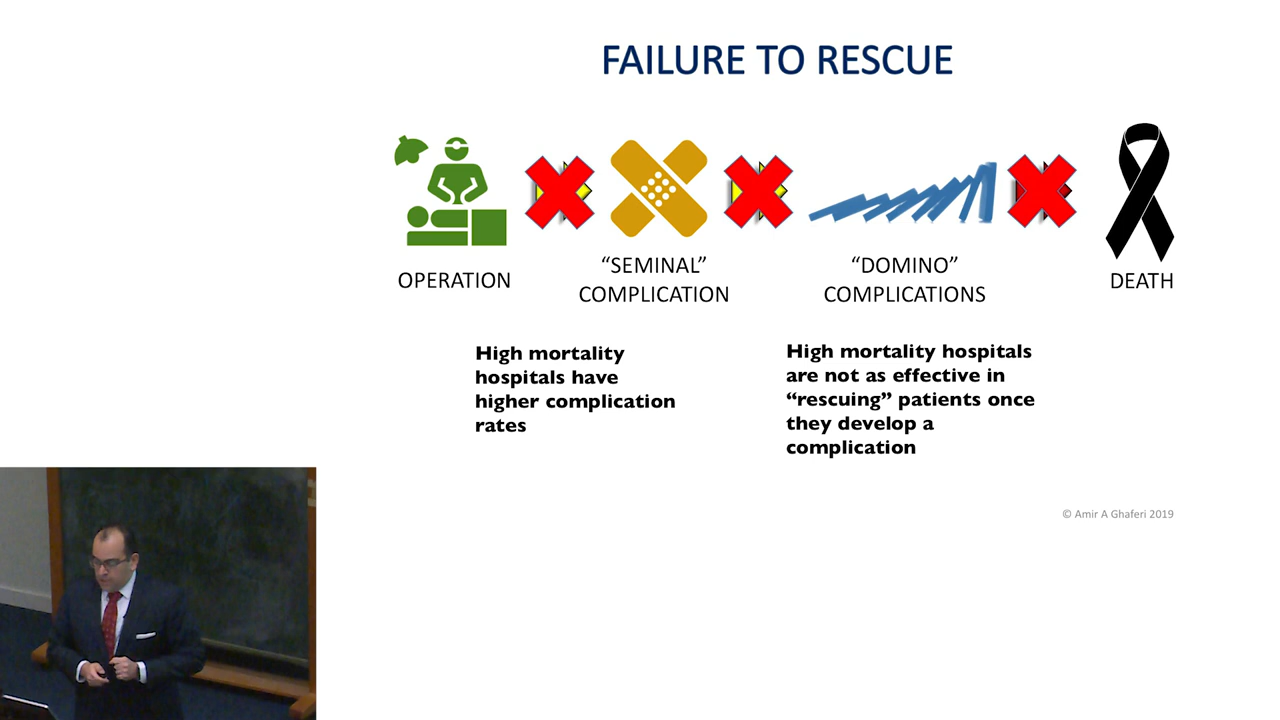 FAILURE TO RESCUE
OPERATION
“SEMINAL”
COMPLICATION
“DOMINO”
COMPLICATIONS
DEATH
High mortality
hospitals have
higher complication
rates
High mortality hospitals
are not as effective in
“rescuing” patients once
they develop a
complication
© Amir A Ghaferi 2019